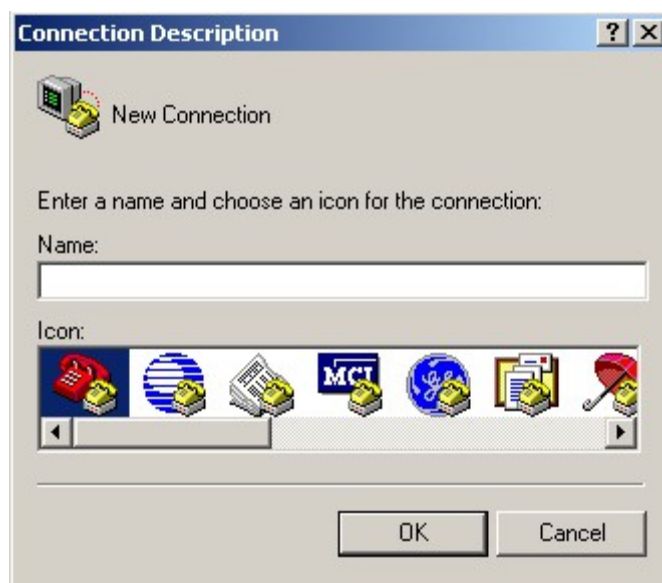 Connection Description
New Connection
Enter a name and choose an icon for the connection:
Name:
Icon:
MCI
OK Cancel